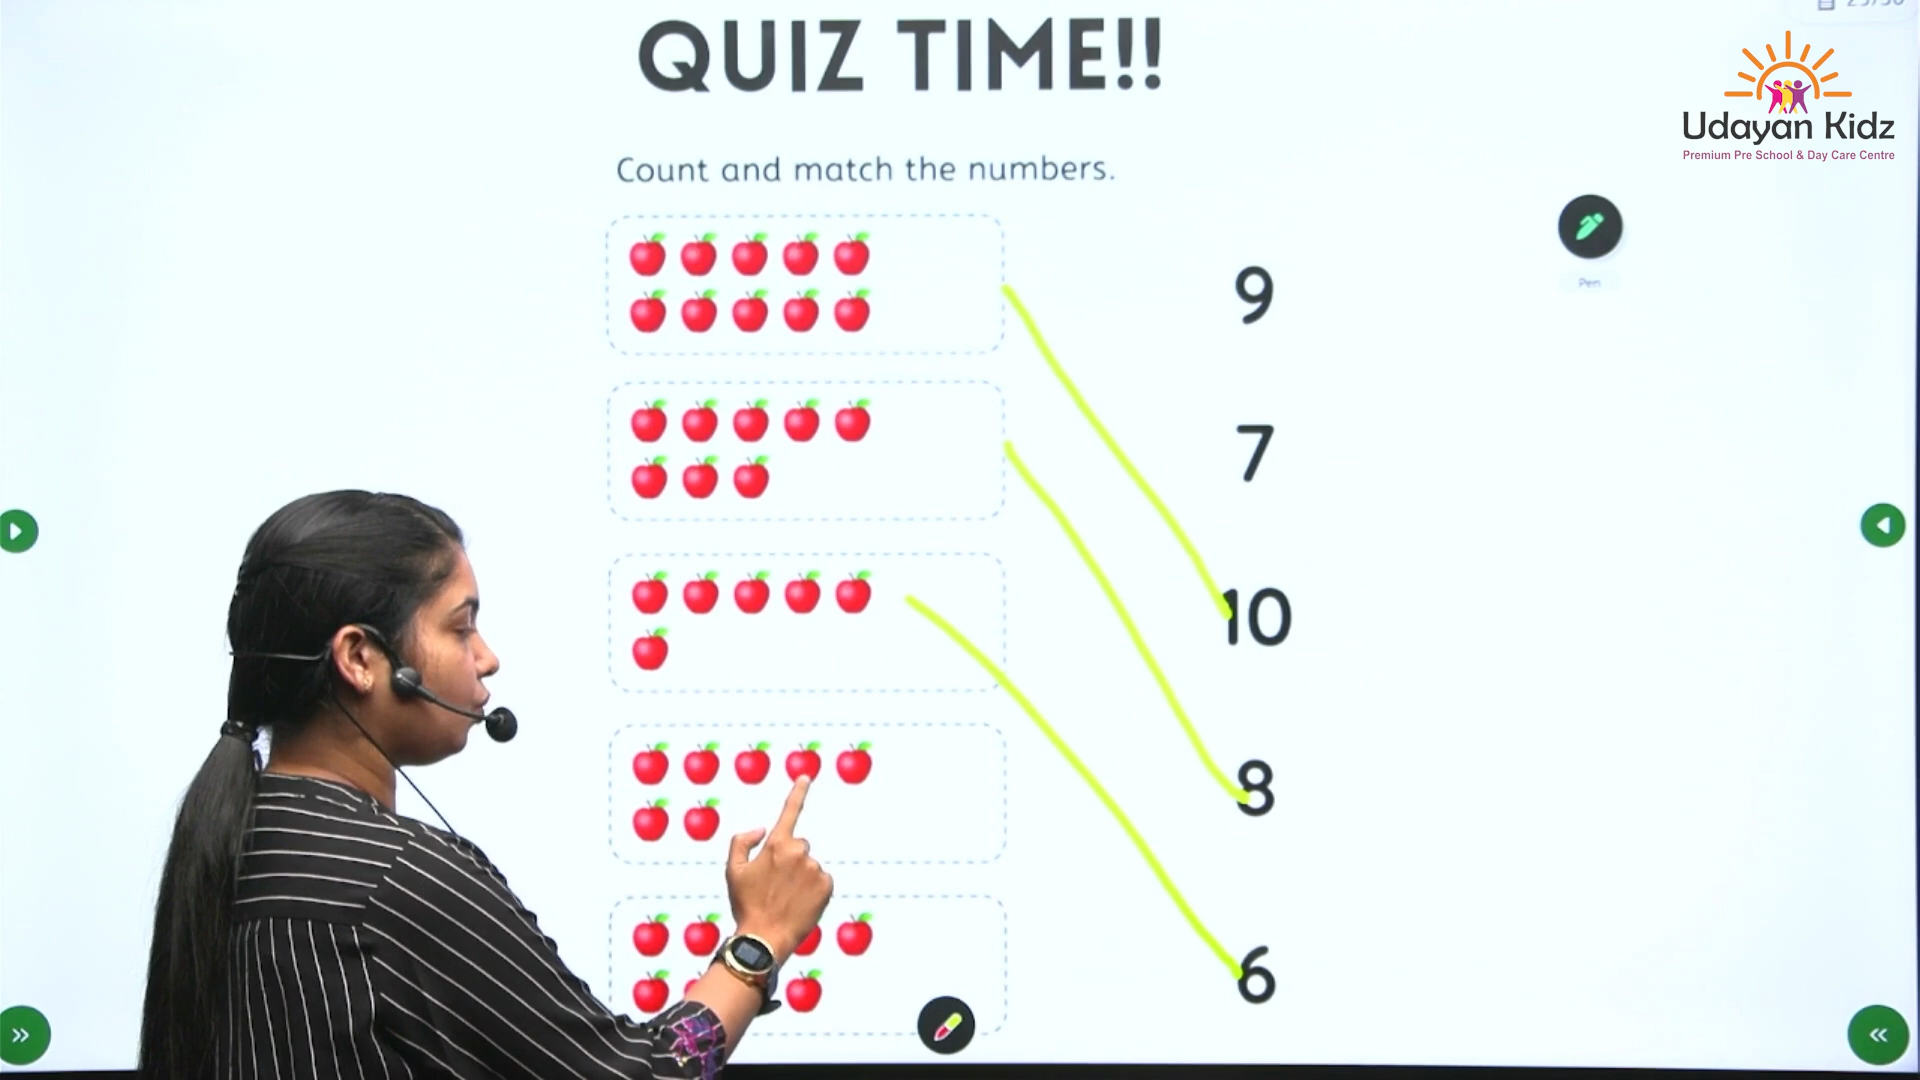 QUIZ TIME!!
Udayan Kidz
Premium Pre School & Day Care Centre
Count and match the numbers.
Pen
9
7
10
8
6